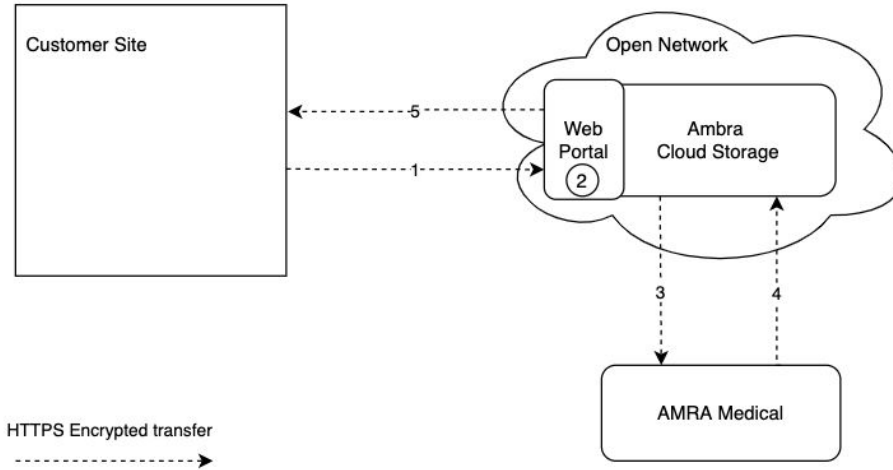 Customer Site
Open Network
5
Web
Portal
2
Ambra
Cloud Storage
1
3
4
AMRA Medical
HTTPS Encrypted transfer